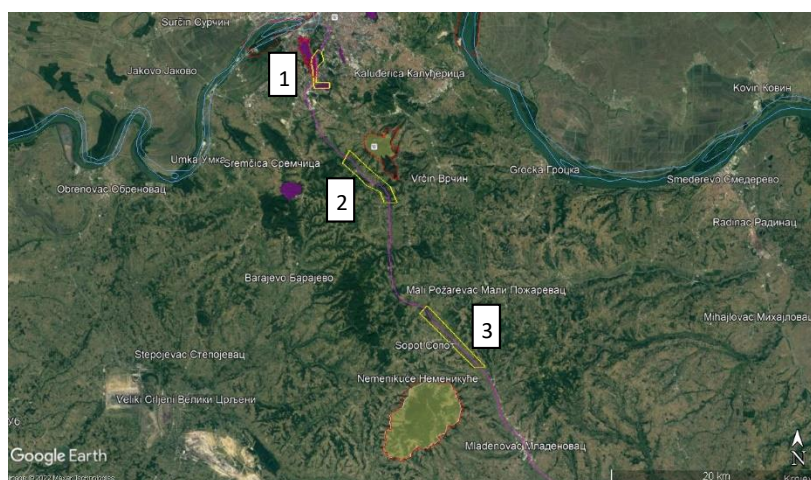 Surčin Сурчин
Jakovo Јаково
1
Kaluđerica Калуђерица
Kovin Ковин
Umka Умка
Sremčica Сремчица
Vrčin Врчин
Grocka Гроцка
Smederevo Смедерево
Obrenovac Обреновац
2
Radinac Радинац
Barajevo Барајево
Mali Požarevac Мали Пожаревац
Mihajlovac Михајловац
3
Sopot Сопот
Stepojevac Степојевац
Nemenikuće Неменикуће
Veliki Crljeni Велики Црљени
Mladenovac Младеновац
Google Earth
N
20 km